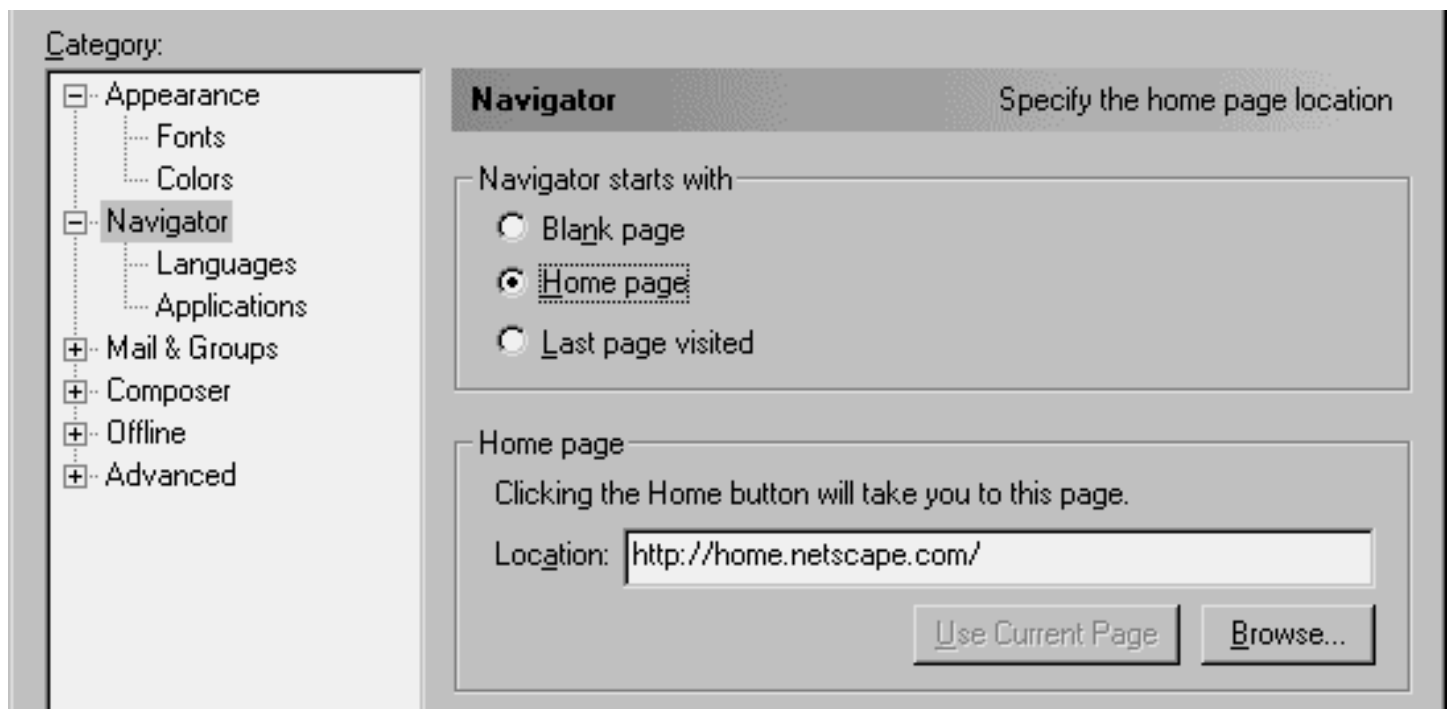 Category:
Appearance
Fonts
Colors
Navigator
Languages
Applications
Mail & Groups
Composer
Offline
Advanced
Navigator Specify the home page location
Navigator starts with
Blank page
Home page
Last page visited
Home page
Clicking the Home button will take you to this page.
Location: http://home.netscape.com/
Use Current Page Browse...